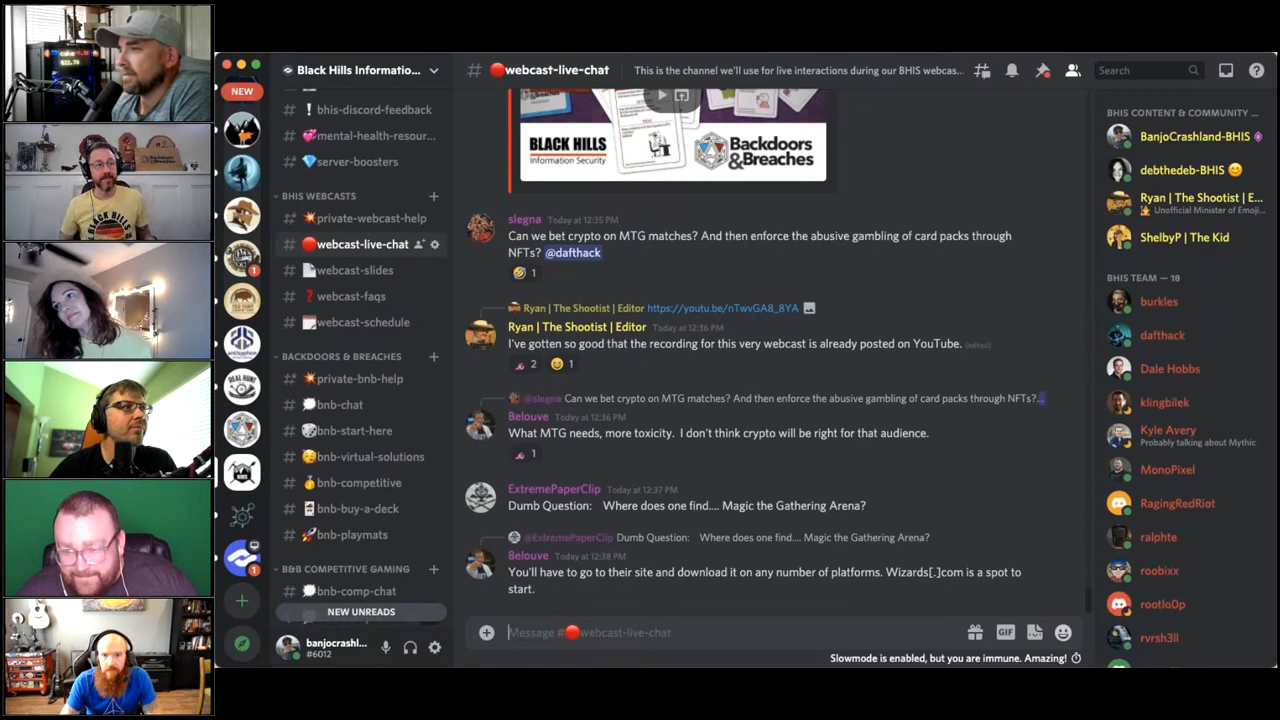 Black Hills Informatio...
NEW
bhis-discord-feedback
mental-health-resour...
server-boosters
BHIS WEBCASTS
private-webcast-help
webcast-live-chat
webcast-slides
webcast-faqs
webcast-schedule
BACKDOORS & BREACHES
private-bnb-help
bnb-chat
bnb-start-here
bnb-virtual-solutions
bnb-competitive
bnb-buy-a-deck
bnb-playmats
B&B COMPETITIVE GAMING
bnb-comp-chat
NEW UNREADS
banjocrashl...
#6012
1
1
webcast-live-chat
This is the channel we'll use for live interactions during our BHIS webcas...
Search
BLACK HILLS
Information Security
Backdoors
&Breaches
slegna Today at 12:35 PM
Can we bet crypto on MTG matches? And then enforce the abusive gambling of card packs through
NFTs? @dafthack
1
Ryan | The Shootist | Editor https://youtu.be/nTwvGA8_8YA
Ryan | The Shootist | Editor Today at 12:36 PM
I've gotten so good that the recording for this very webcast is already posted on YouTube. (edited)
2 1
@slegna Can we bet crypto on MTG matches? And then enforce the abusive gambling of card packs through NFTs?...
Belouve Today at 12:36 PM
What MTG needs, more toxicity. I don't think crypto will be right for that audience.
1
ExtremePaperClip Today at 12:37 PM
Dumb Question: Where does one find.... Magic the Gathering Arena?
@ExtremePaperClip Dumb Question: Where does one find.... Magic the Gathering Arena?
Belouve Today at 12:38 PM
You'll have to go to their site and download it on any number of platforms. Wizards[.]com is a spot to
start.
Message #webcast-live-chat
GIF
Slowmode is enabled, but you are immune. Amazing!
BHIS CONTENT & COMMUNITY ...
BanjoCrashland-BHIS
debthedeb-BHIS
Ryan | The Shootist | E...
Unofficial Minister of Emoji...
ShelbyP | The Kid
BHIS TEAM — 18
burkles
dafthack
Dale Hobbs
klingbilek
Kyle Avery
Probably talking about Mythic
MonoPixel
RagingRedRiot
ralphte
roobixx
rootlo0p
rvrsh3ll